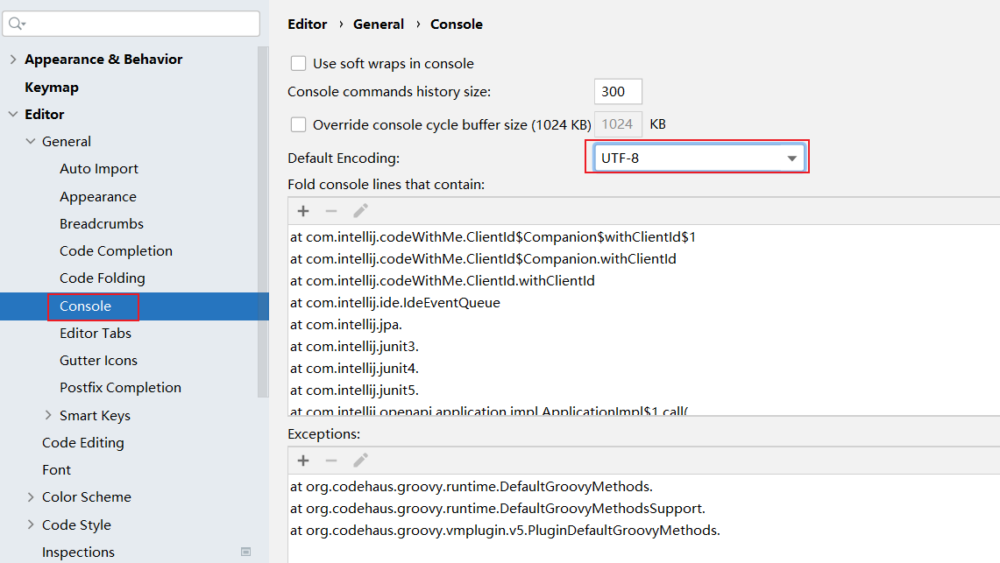 Appearance & Behavior
Keymap
Editor
General
Auto Import
Appearance
Breadcrumbs
Code Completion
Code Folding
Console
Editor Tabs
Gutter Icons
Postfix Completion
Smart Keys
Code Editing
Font
Color Scheme
Code Style
Inspections
Editor › General › Console
Use soft wraps in console
Console commands history size: 300
Override console cycle buffer size (1024 KB) 1024 KB
Default Encoding: UTF-8
Fold console lines that contain:
at com.intellij.codeWithMe.ClientId$Companion$withClientId$1
at com.intellij.codeWithMe.ClientId$Companion.withClientId
at com.intellij.codeWithMe.ClientId.withClientId
at com.intellij.ide.IdeEventQueue
at com.intellij.jpa.
at com.intellij.junit3.
at com.intellij.junit4.
at com.intellij.junit5.
at com.intellij.openapi.application.impl.ApplicationImpl$1.call(
Exceptions:
at org.codehaus.groovy.runtime.DefaultGroovyMethods.
at org.codehaus.groovy.runtime.DefaultGroovyMethodsSupport.
at org.codehaus.groovy.vmplugin.v5.PluginDefaultGroovyMethods.